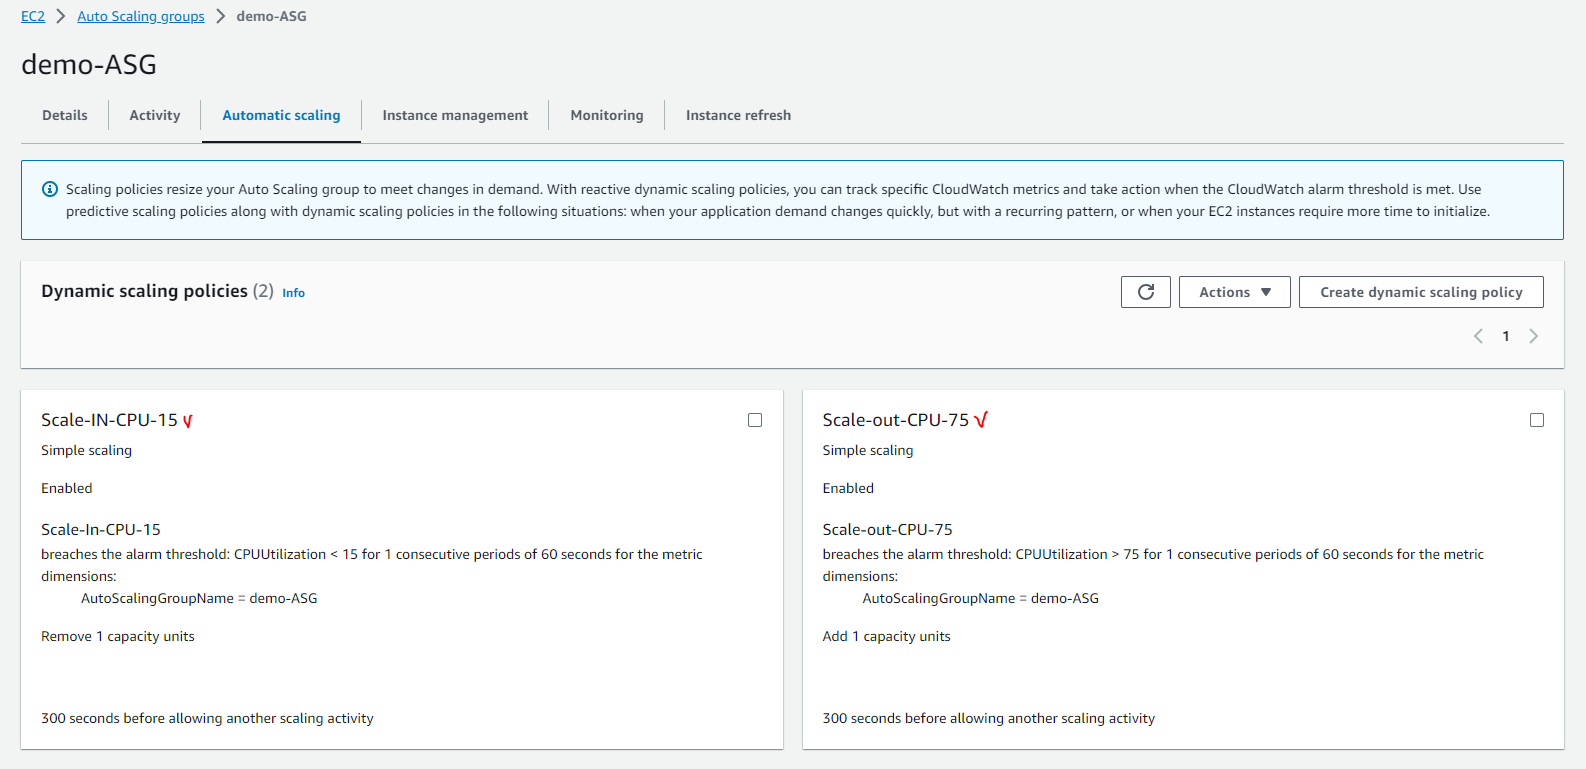 EC2 > Auto Scaling groups > demo-ASG
demo-ASG
Details Activity Automatic scaling Instance management Monitoring Instance refresh
Scaling policies resize your Auto Scaling group to meet changes in demand. With reactive dynamic scaling policies, you can track specific CloudWatch metrics and take action when the CloudWatch alarm threshold is met. Use
predictive scaling policies along with dynamic scaling policies in the following situations: when your application demand changes quickly, but with a recurring pattern, or when your EC2 instances require more time to initialize.
Dynamic scaling policies (2) Info
Actions Create dynamic scaling policy
1
Scale-IN-CPU-15
Simple scaling
Enabled
Scale-In-CPU-15
breaches the alarm threshold: CPUUtilization < 15 for 1 consecutive periods of 60 seconds for the metric
dimensions:
AutoScalingGroupName = demo-ASG
Remove 1 capacity units
300 seconds before allowing another scaling activity
Scale-out-CPU-75
Simple scaling
Enabled
Scale-out-CPU-75
breaches the alarm threshold: CPUUtilization > 75 for 1 consecutive periods of 60 seconds for the metric
dimensions:
AutoScalingGroupName = demo-ASG
Add 1 capacity units
300 seconds before allowing another scaling activity